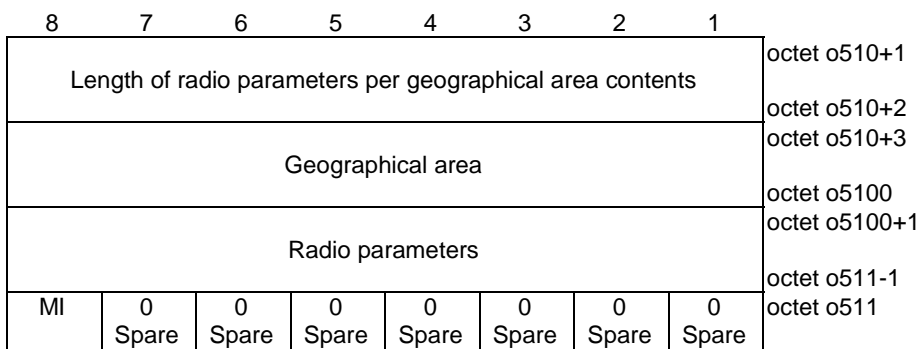 8 7 6 5 4 3 2 1
octet o510+1
Length of radio parameters per geographical area contents
octet o510+2
octet o510+3
Geographical area
octet o5100
octet o5100+1
Radio parameters
octet o511-1
MI 0 0 0 0 0 0 0 octet o511
Spare Spare Spare Spare Spare Spare Spare